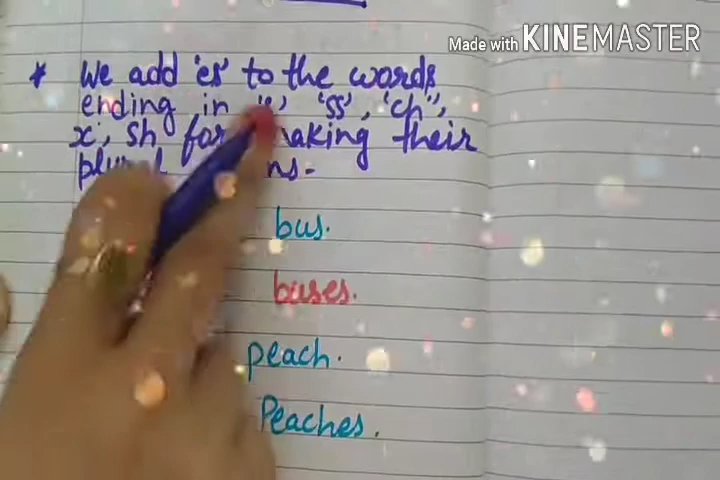 Made with KINEMASTER
* We add 'es' to the words
ending in 's', 'ss', 'ch",
x', sh for making their
plural
bus.
buses.
peach.
Peaches.